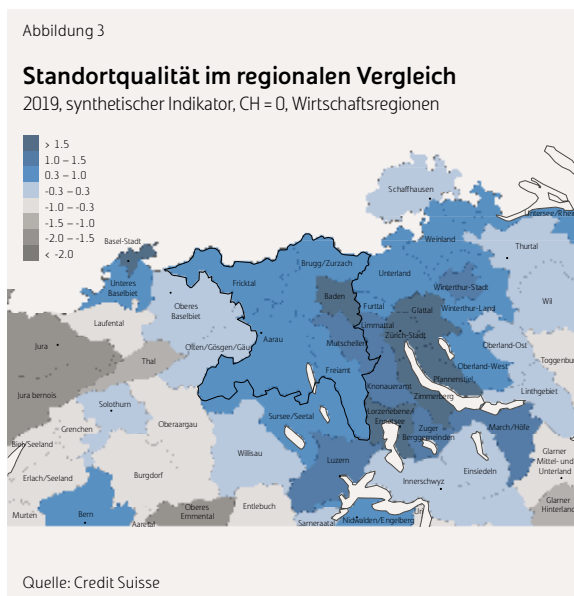 Abbildung 3
Standortqualität im regionalen Vergleich
2019, synthetischer Indikator, CH = 0, Wirtschaftsregionen
> 1.5
1.0 – 1.5
0.3 – 1.0
-0.3 – 0.3
-1.0 – 0.3
-1.5 – -1.0
-2.0 – -1.5
< -2.0
Schaffhausen
Untersee/Rhein
Weinland
Basel-Stadt
Thurtal
Brugg/Zurzach
Unterland
Unteres
Baselbiet
Fricktal
Winterthur-Stadt
Baden
Oberes
Baselbiet
Furttal
Glattal
Winterthur-Land
Wil
Laufental
Limmattal
Zürich-Stadt
Jura
Olten/Gösgen/Gäu
Aarau
Mutschellen
Oberland-Ost
Thal
Toggenburg
Freiamt
Oberland-West
Knonaueramt
Pfannenstiel
Jura bernois
Linthgebiet
Zimmerberg
Solothurn
Lorzenebene/
Ennetsee
Sursee/Seetal
Oberaargau
Grenchen
Zuger
Berggemeinden
March/Höfe
Biel/Seeland
Willisau
Luzern
Glarner
Mittel- und
Unterland
Einsiedeln
Erlach/Seeland
Burgdorf
Innerschwyz
Glarner
Hinterland
Murten
Bern
Oberes
Emmental
Entlebuch
Aaretal
Sarneraatal
Nidwalden/Engelberg
Uri
Quelle: Credit Suisse